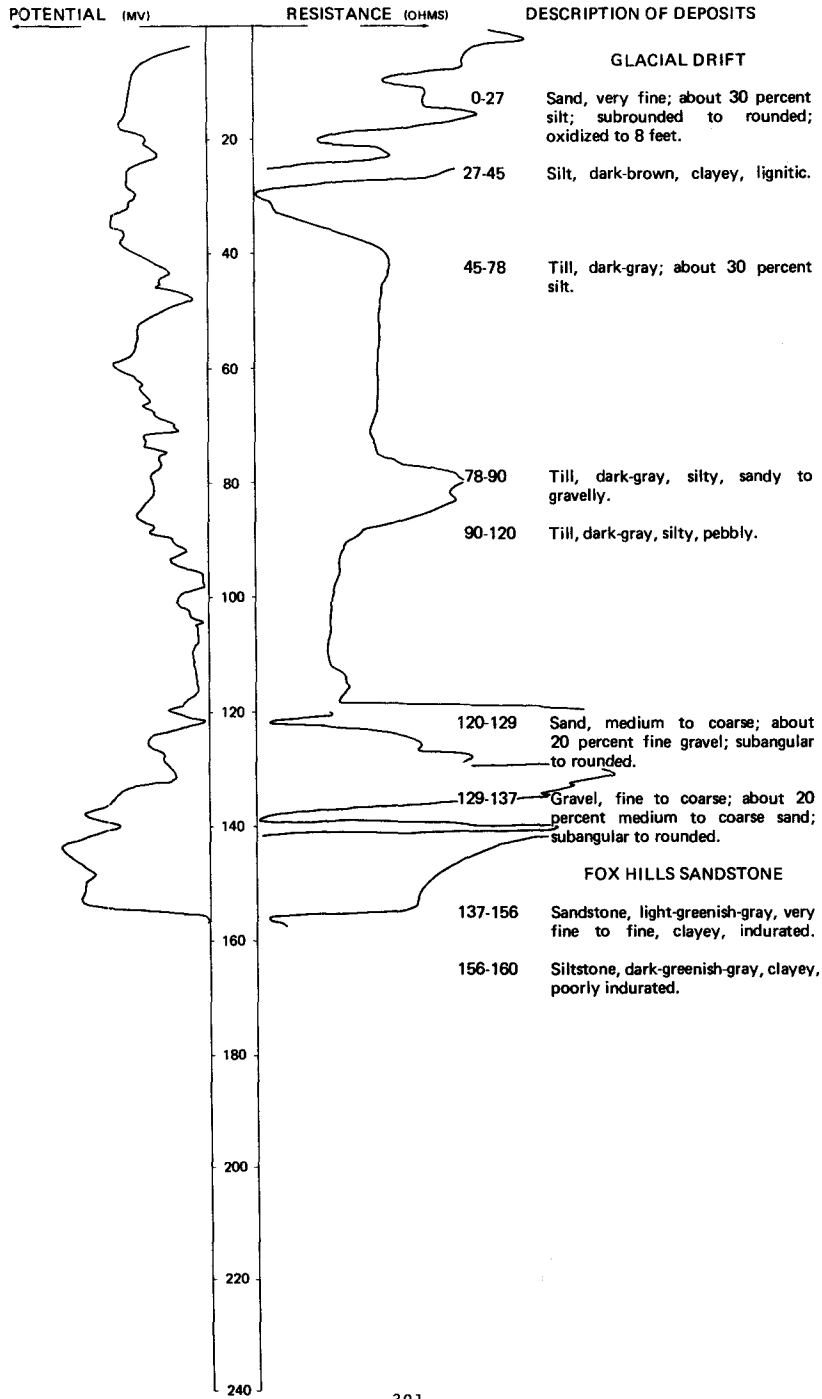 POTENTIAL (MV) RESISTANCE (OHMS) DESCRIPTION OF DEPOSITS
GLACIAL DRIFT
0-27 Sand, very fine; about 30 percent
silt; subrounded to rounded;
oxidized to 8 feet.
20
27-45 Silt, dark-brown, clayey, lignitic.
40
45-78 Till, dark-gray; about 30 percent
silt.
60
78-90 Till, dark-gray, silty, sandy to
gravelly.
80
90-120 Till, dark-gray, silty, pebbly.
100
120
120-129 Sand, medium to coarse; about
20 percent fine gravel; subangular
to rounded.
129-137 Gravel, fine to coarse; about 20
percent medium to coarse sand;
subangular to rounded.
140
FOX HILLS SANDSTONE
137-156 Sandstone, light-greenish-gray, very
fine to fine, clayey, indurated.
160
156-160 Siltstone, dark-greenish-gray, clayey,
poorly indurated.
180
200
220
240